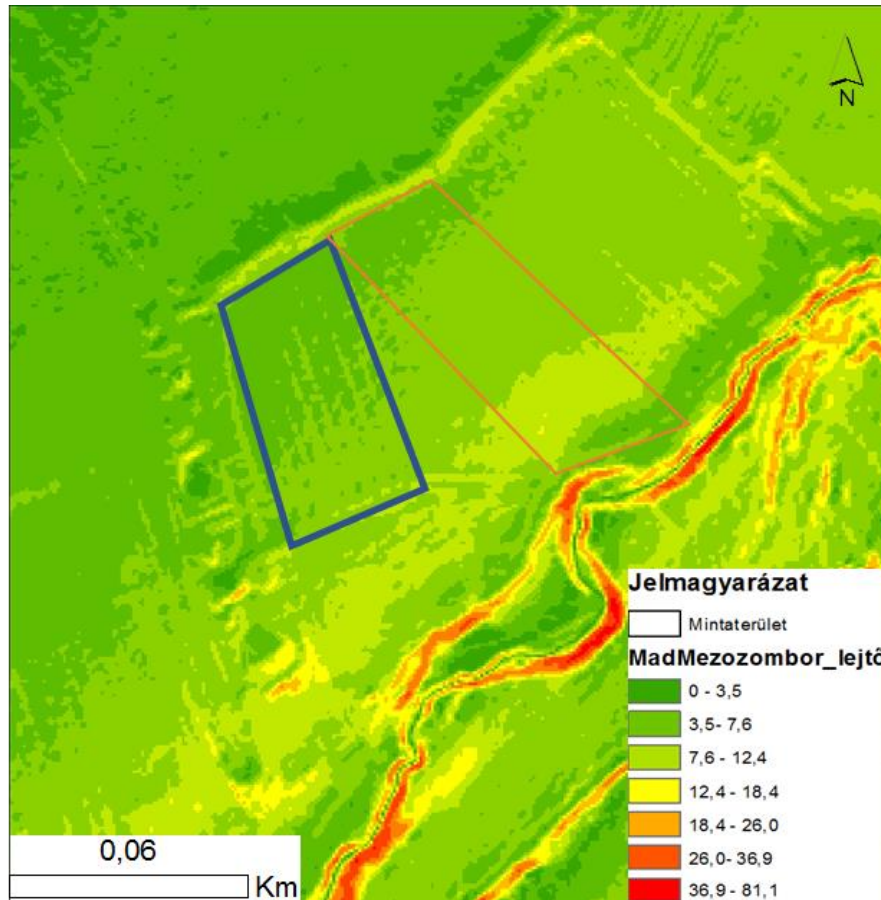 N
Jelmagyarázat
Mintaterület
MadMezozombor_lejtő
0 - 3,5
3,5- 7,6
7,6 - 12,4
12,4 - 18,4
18,4 - 26,0
26,0- 36,9
36,9 - 81,1
0,06
Km